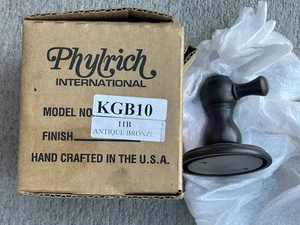 Phylrich
INTERNATIONAL
MODEL NO. KGB10
11B
FINISH ANTIQUE BRONZE
HAND CRAFTED IN THE U.S.A.